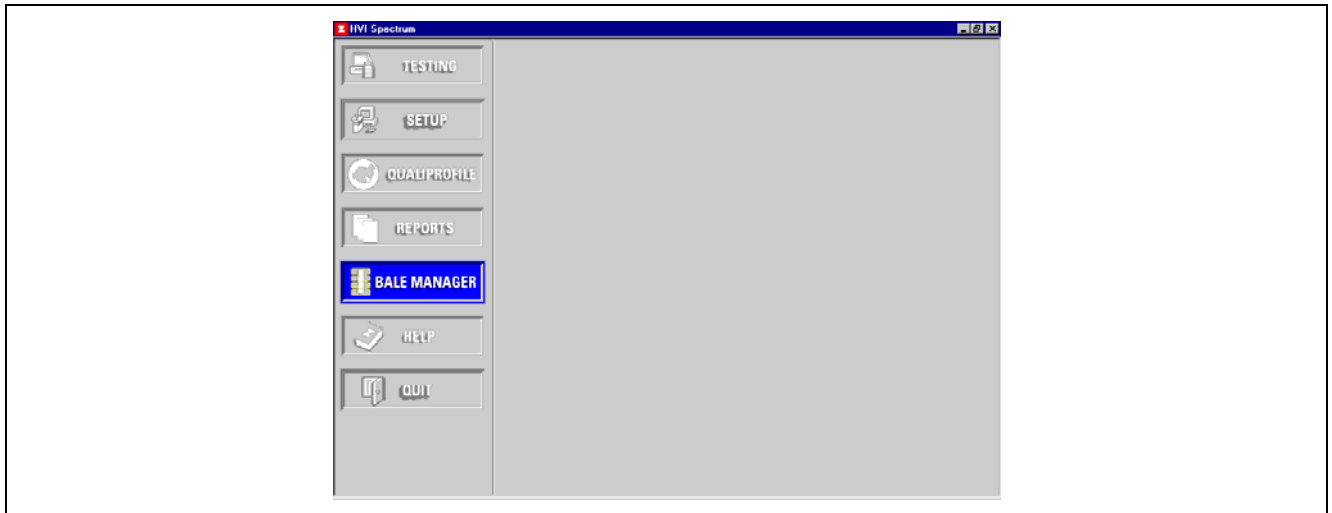 HVI Spectrum
TESTING
SETUP
QUALIPROFILE
REPORTS
BALE MANAGER
HELP
QUIT